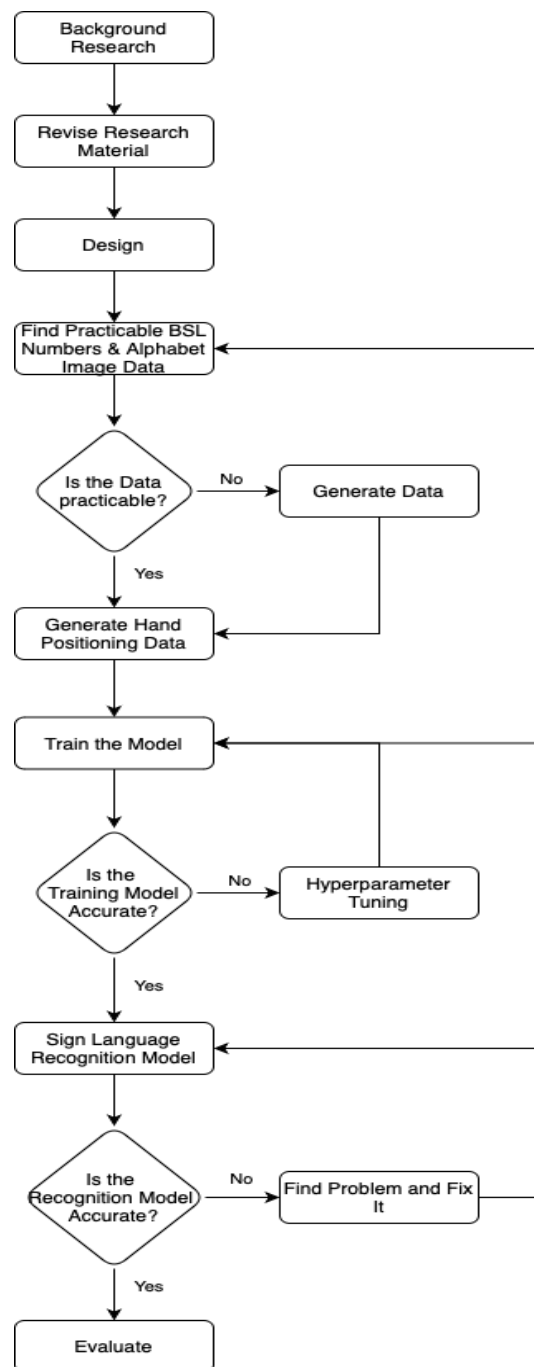 Background
Research
Revise Research
Material
Design
Find Practicable BSL
Numbers & Alphabet
Image Data
Is the Data
practicable?
No
Generate Data
Yes
Generate Hand
Positioning Data
Train the Model
Is the
Training Model
Accurate?
No
Hyperparameter
Tuning
Yes
Sign Language
Recognition Model
Is the
Recognition Model
Accurate?
No
Find Problem and Fix
It
Yes
Evaluate